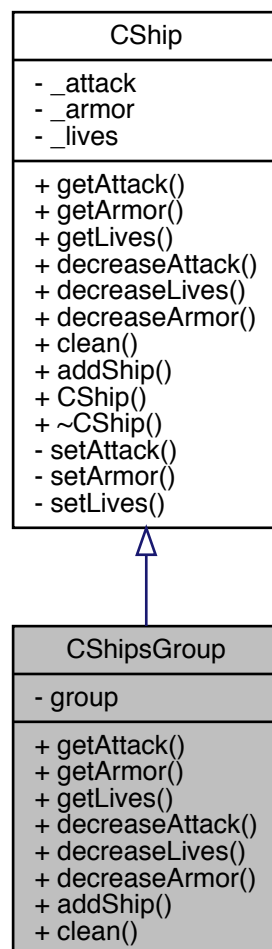 CShip
- _attack
- _armor
- _lives
+ getAttack()
+ getArmor()
+ getLives()
+ decreaseAttack()
+ decreaseLives()
+ decreaseArmor()
+ clean()
+ addShip()
+ CShip()
+ ~CShip()
- setAttack()
- setArmor()
- setLives()
CShipsGroup
- group
+ getAttack()
+ getArmor()
+ getLives()
+ decreaseAttack()
+ decreaseLives()
+ decreaseArmor()
+ addShip()
+ clean()